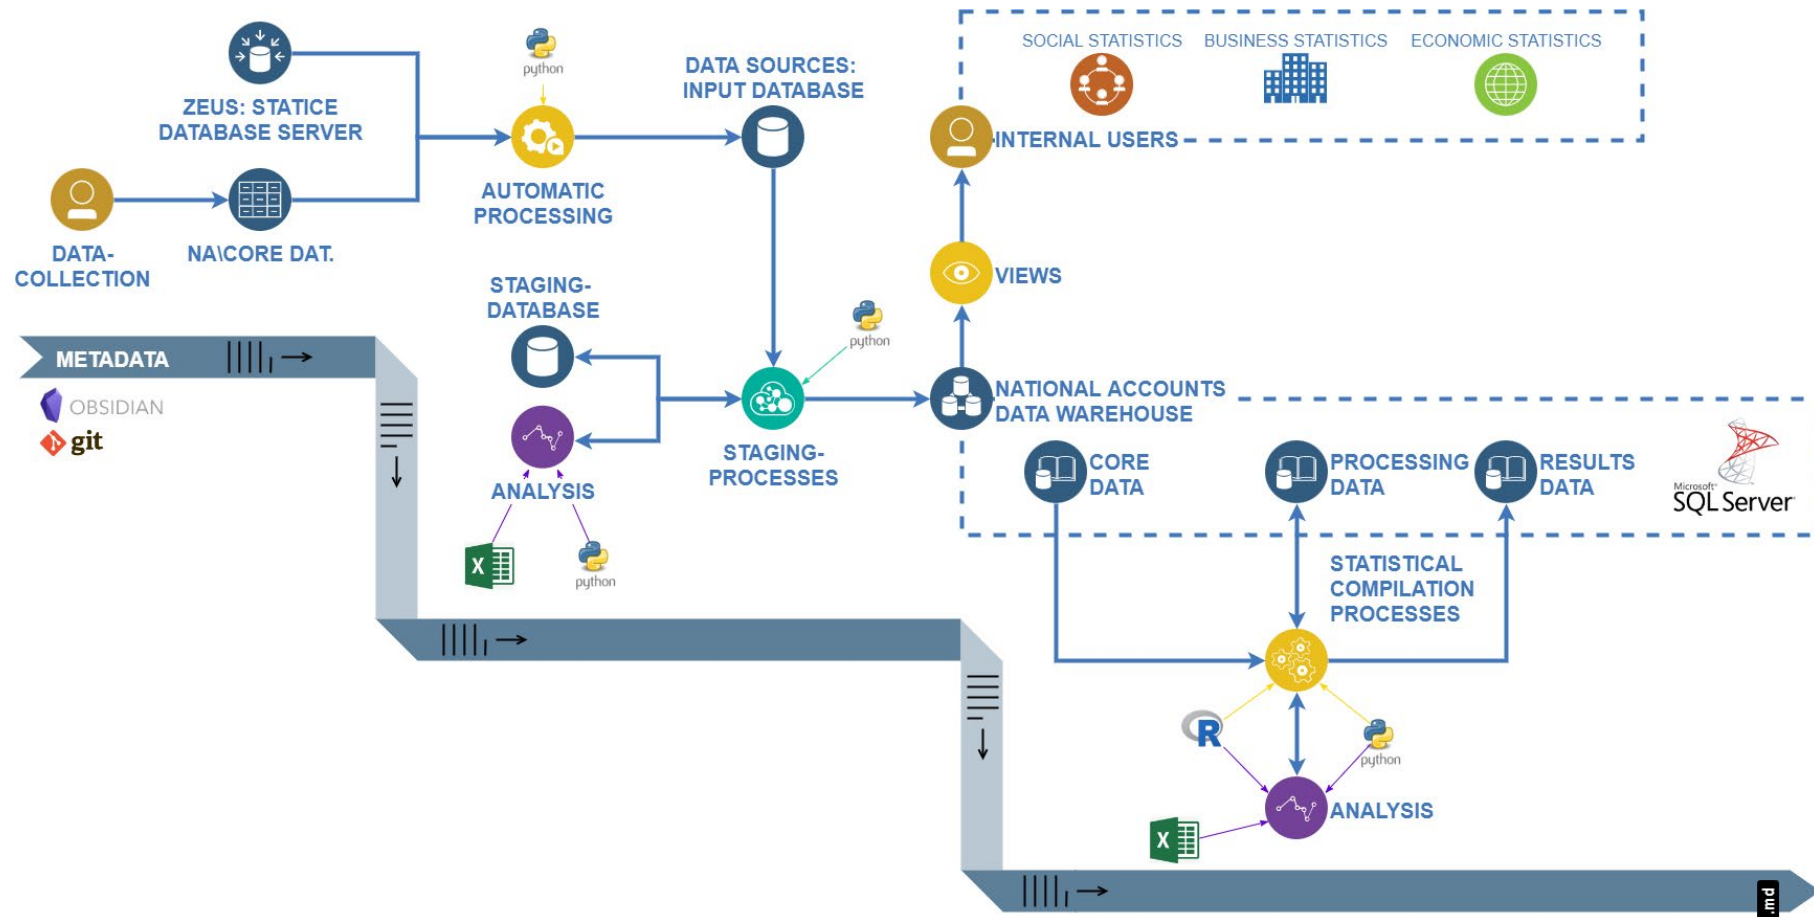 SOCIAL STATISTICS
BUSINESS STATISTICS
ECONOMIC STATISTICS
python
DATA SOURCES:
INPUT DATABASE
ZEUS: STATICE
DATABASE SERVER
INTERNAL USERS
AUTOMATIC
PROCESSING
DATA-
COLLECTION
NA\CORE DAT.
VIEWS
STAGING-
DATABASE
python
METADATA
OBSIDIAN
git
NATIONAL ACCOUNTS
DATA WAREHOUSE
STAGING-
PROCESSES
ANALYSIS
X
python
CORE
DATA
PROCESSING
DATA
RESULTS
DATA
Microsoft
SQL Server
STATISTICAL
COMPILATION
PROCESSES
R
python
ANALYSIS
X
.md